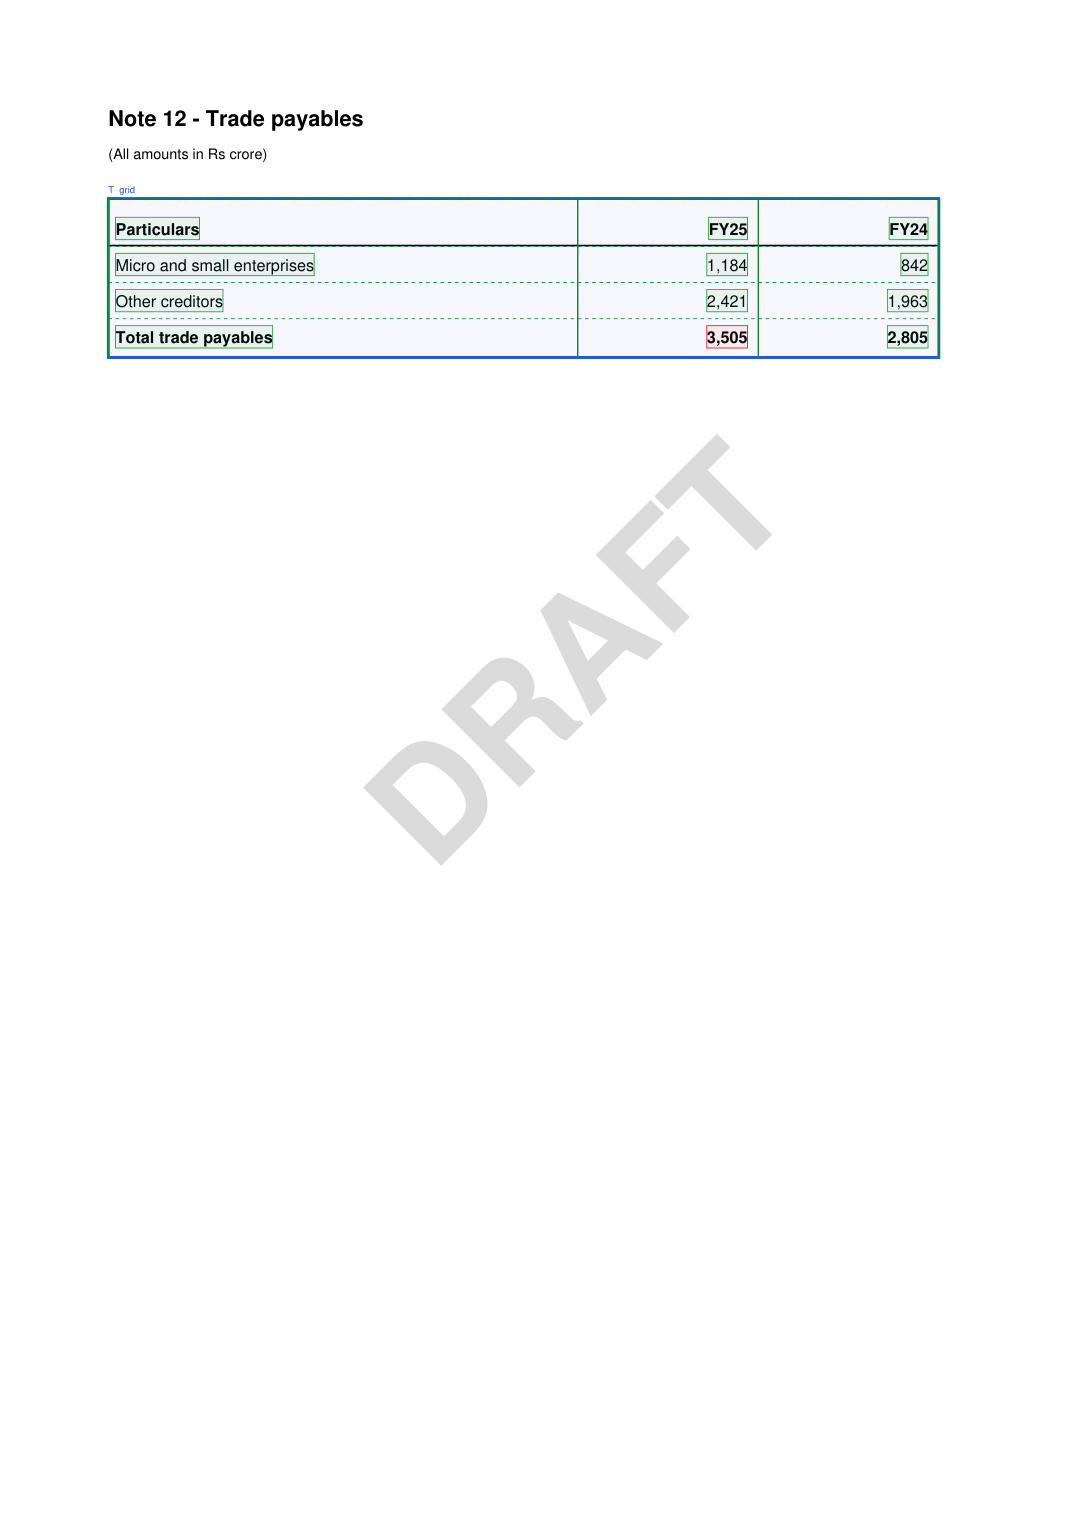 Note 12 - Trade payables
(All amounts in Rs crore)
T grid
Particulars FY25 FY24
Micro and small enterprises 1,184 842
Other creditors 2,421 1,963
Total trade payables 3,505 2,805
DRAFT